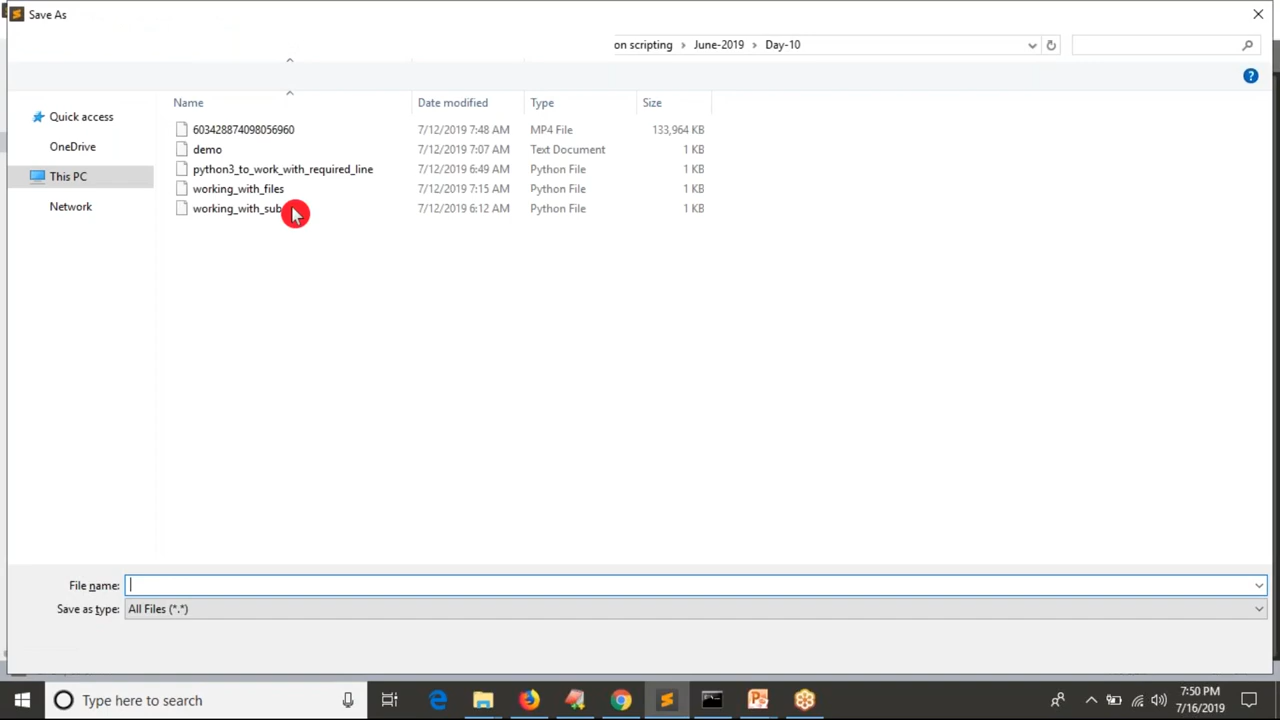 Save As
on scripting › June-2019 › Day-10
Name Date modified Type Size
603428874098056960 7/12/2019 7:48 AM MP4 File 133,964 KB
demo 7/12/2019 7:07 AM Text Document 1 KB
python3_to_work_with_required_line 7/12/2019 6:49 AM Python File 1 KB
working_with_files 7/12/2019 7:15 AM Python File 1 KB
working_with_sub 7/12/2019 6:12 AM Python File 1 KB
Quick access
OneDrive
This PC
Network
File name:
Save as type: All Files (*.*)
Type here to search
7:50 PM
7/16/2019